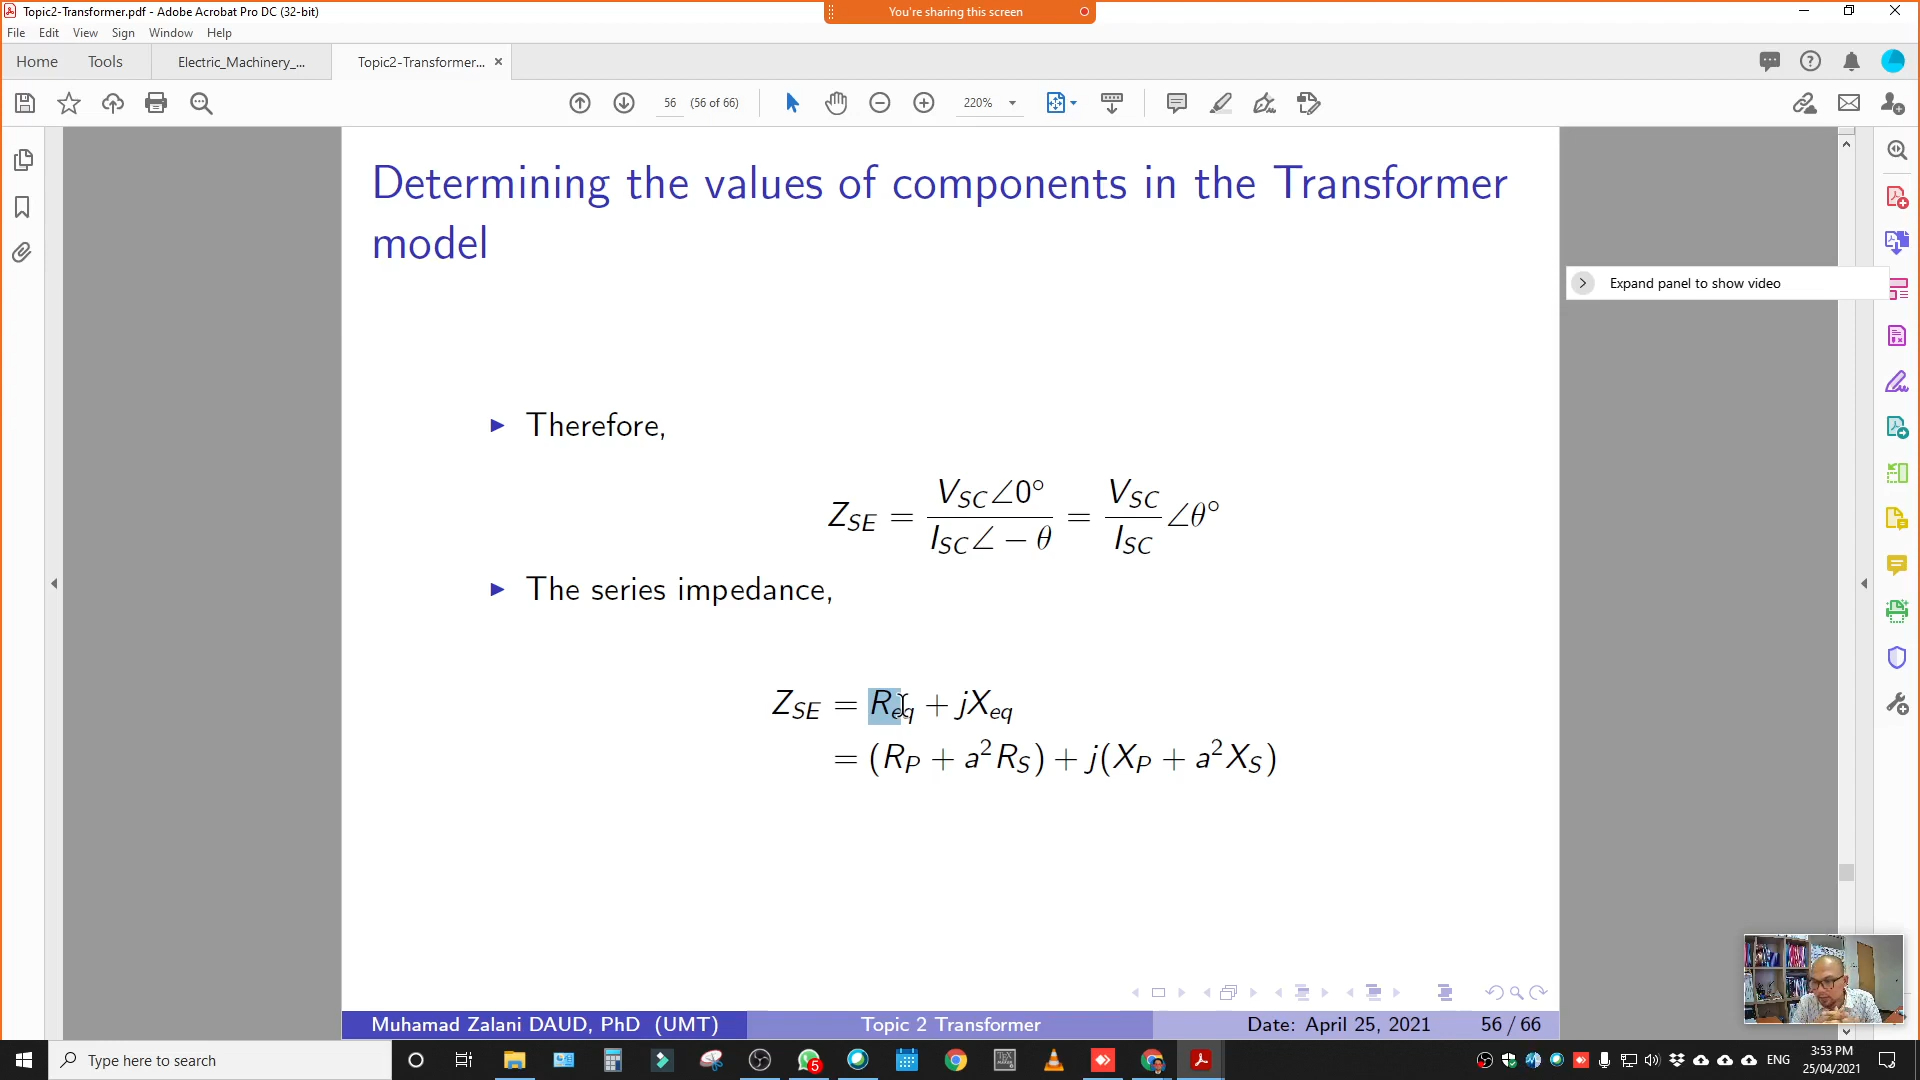 Topic2-Transformer.pdf - Adobe Acrobat Pro DC (32-bit)
You're sharing this screen
File Edit View Sign Window Help
Home Tools Electric_Machinery_... Topic2-Transformer... ×
56 (56 of 66) 220%
Determining the values of components in the Transformer
model
Expand panel to show video
Therefore,
Z_SE = V_SC∠0° / I_SC∠ − θ = V_SC / I_SC ∠θ°
The series impedance,
Z_SE = R_eq + jX_eq
= (R_P + a²R_S) + j(X_P + a²X_S)
Muhamad Zalani DAUD, PhD (UMT) Topic 2 Transformer Date: April 25, 2021 56 / 66
Type here to search
5
ENG
3:53 PM
25/04/2021